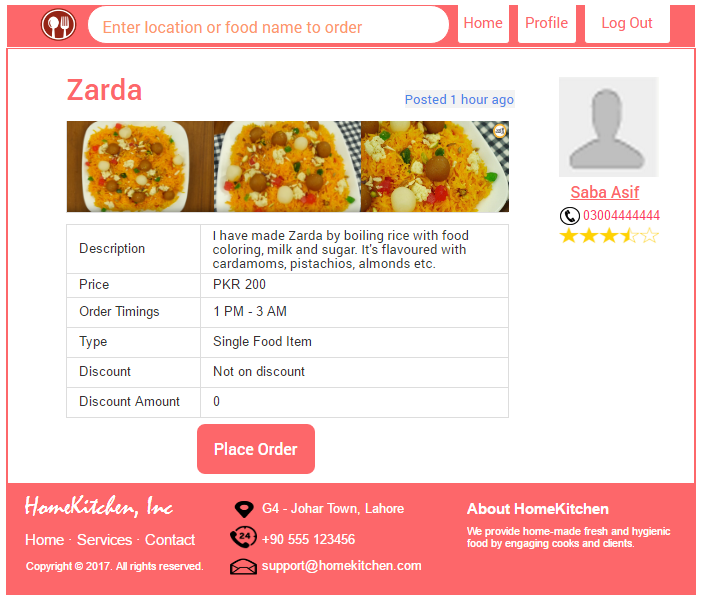 Enter location or food name to order
Home
Profile
Log Out
Zarda
Posted 1 hour ago
Saba Asif
03004444444
Description
I have made Zarda by boiling rice with food
coloring, milk and sugar. It's flavoured with
cardamoms, pistachios, almonds etc.
Price
PKR 200
Order Timings
1 PM - 3 AM
Type
Single Food Item
Discount
Not on discount
Discount Amount
0
Place Order
HomeKitchen, Inc
Home · Services · Contact
Copyright © 2017. All rights reserved.
G4 - Johar Town, Lahore
24
+90 555 123456
support@homekitchen.com
About HomeKitchen
We provide home-made fresh and hygienic
food by engaging cooks and clients.